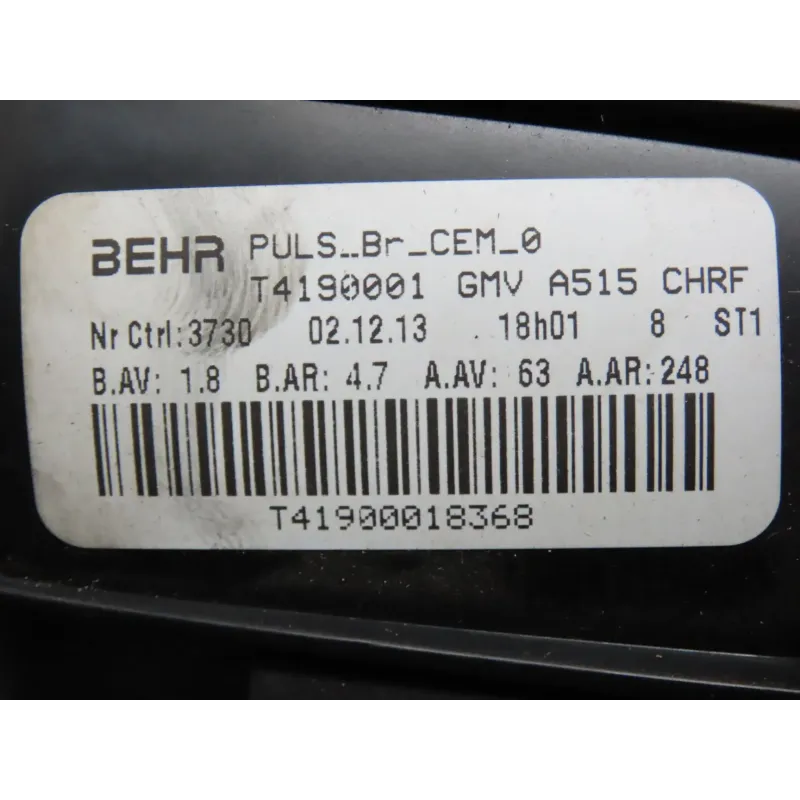 BEHR PULS_Br_CEM_0
T4190001 GMV A515 CHRF
Nr Ctrl:3730 02.12.13 18h01 8 ST1
B.AV: 1.8 B.AR: 4.7 A.AV: 63 A.AR:248
T41900018368